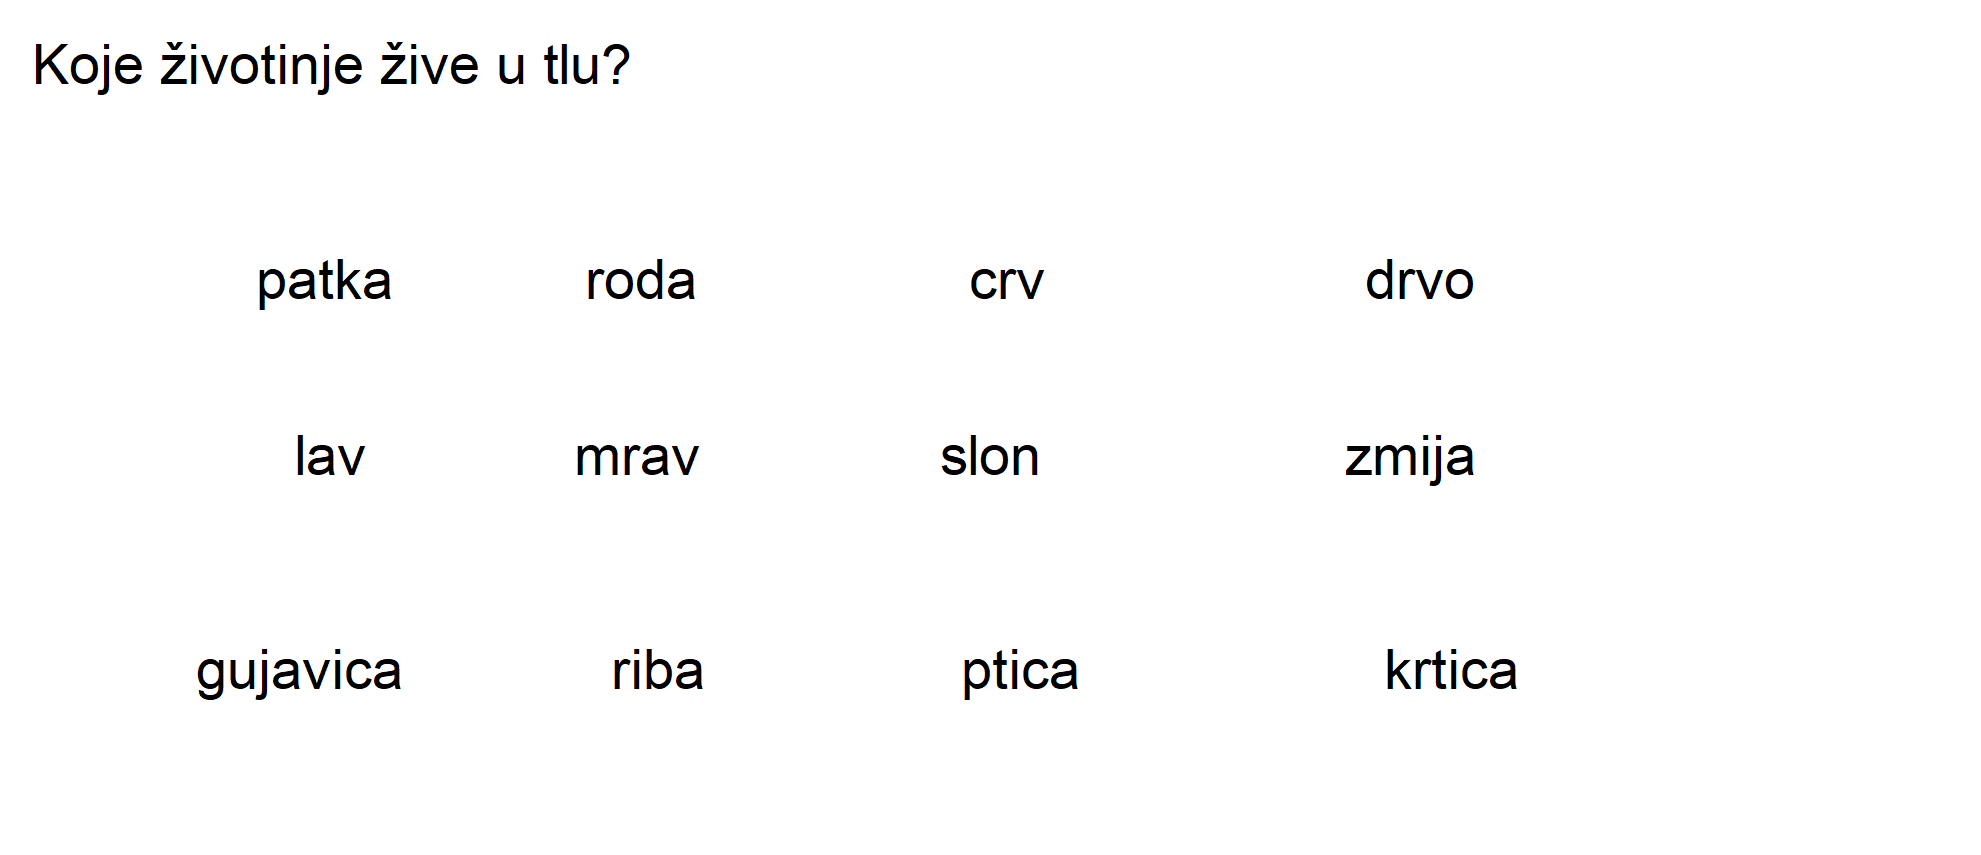 Koje životinje žive u tlu?
patka roda crv drvo
lav mrav slon zmija
gujavica riba ptica krtica